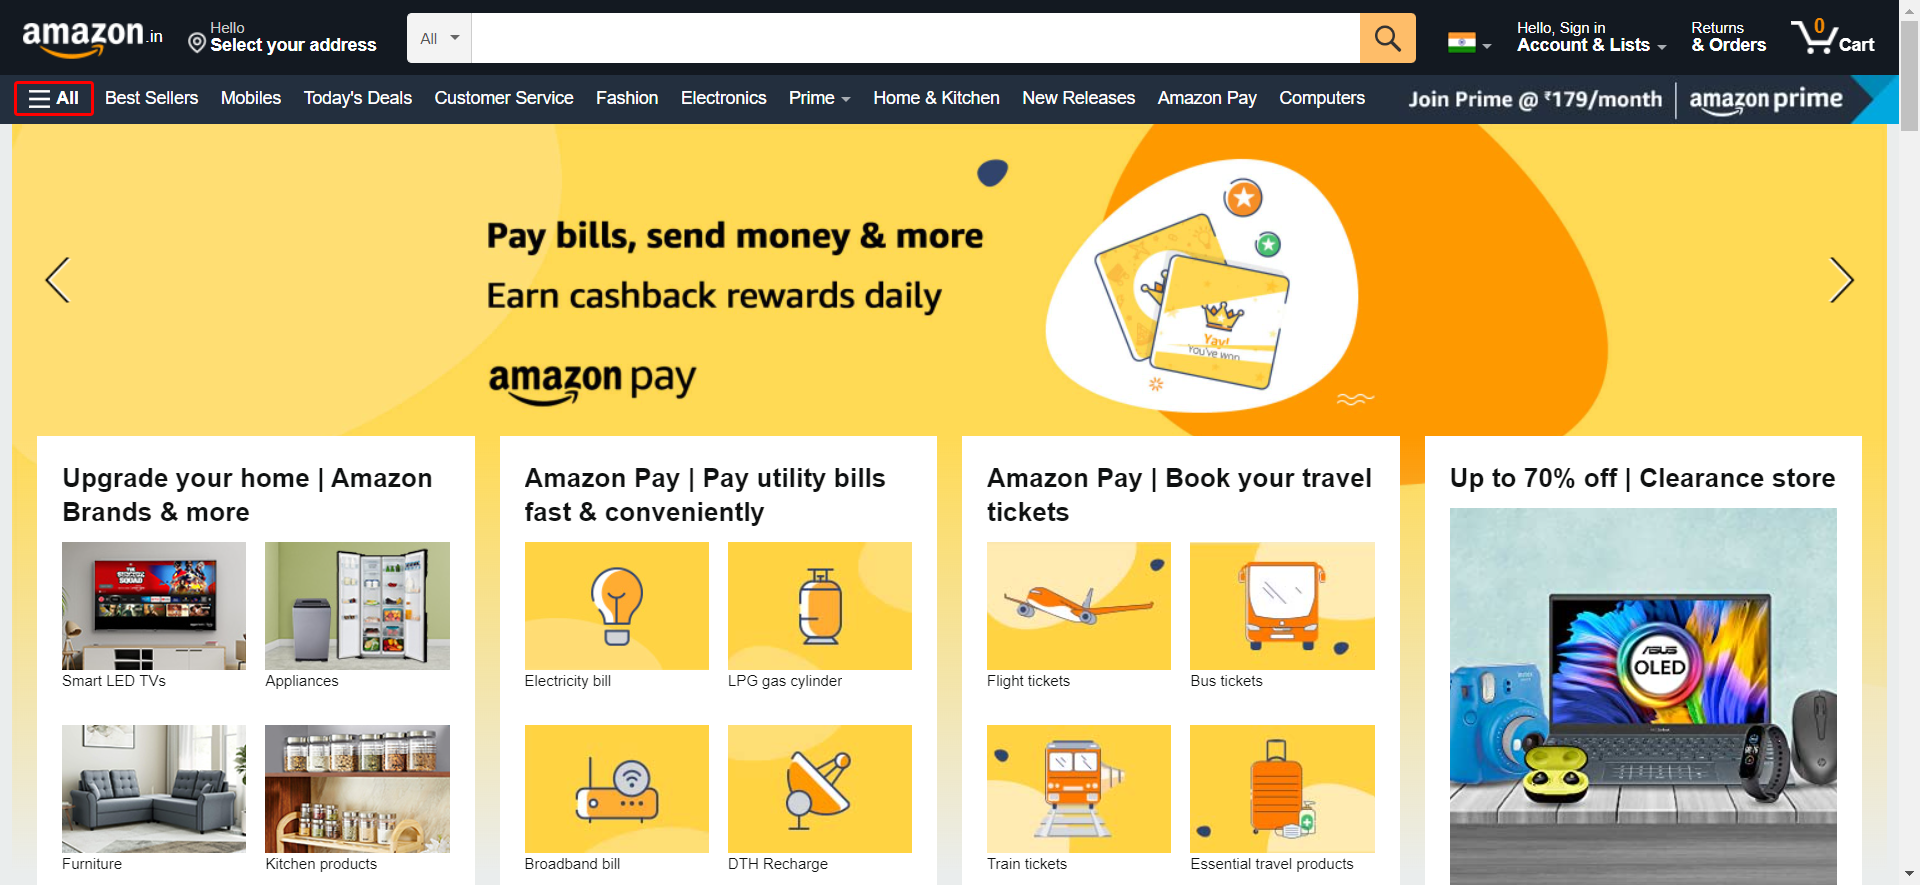 amazon.in
Hello
Select your address
All
Hello, Sign in
Account & Lists
Returns
& Orders
0
Cart
All
Best Sellers
Mobiles
Today's Deals
Customer Service
Fashion
Electronics
Prime
Home & Kitchen
New Releases
Amazon Pay
Computers
Join Prime @ ₹179/month
amazon prime
Pay bills, send money & more
Earn cashback rewards daily
amazon pay
Yay!
You've won
Upgrade your home | Amazon
Brands & more
Smart LED TVs
Appliances
Furniture
Kitchen products
Amazon Pay | Pay utility bills
fast & conveniently
Electricity bill
LPG gas cylinder
Broadband bill
DTH Recharge
Amazon Pay | Book your travel
tickets
Flight tickets
Bus tickets
Train tickets
Essential travel products
Up to 70% off | Clearance store
ASUS
OLED